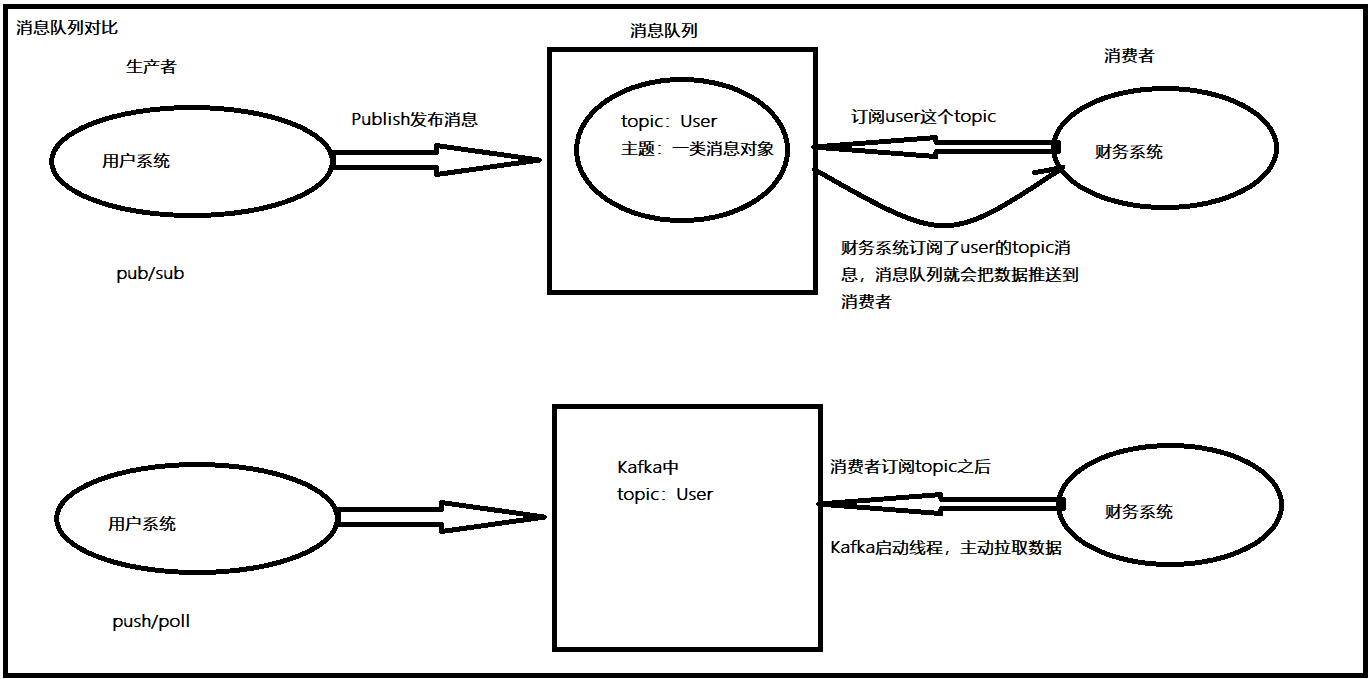 消息队列对比
生产者
消息队列
消费者
Publish发布消息
topic：User
主题：一类消息对象
订阅user这个topic
用户系统
财务系统
pub/sub
财务系统订阅了user的topic消
息，消息队列就会把数据推送到
消费者
Kafka中
topic：User
消费者订阅topic之后
用户系统
财务系统
Kafka启动线程，主动拉取数据
push/poll